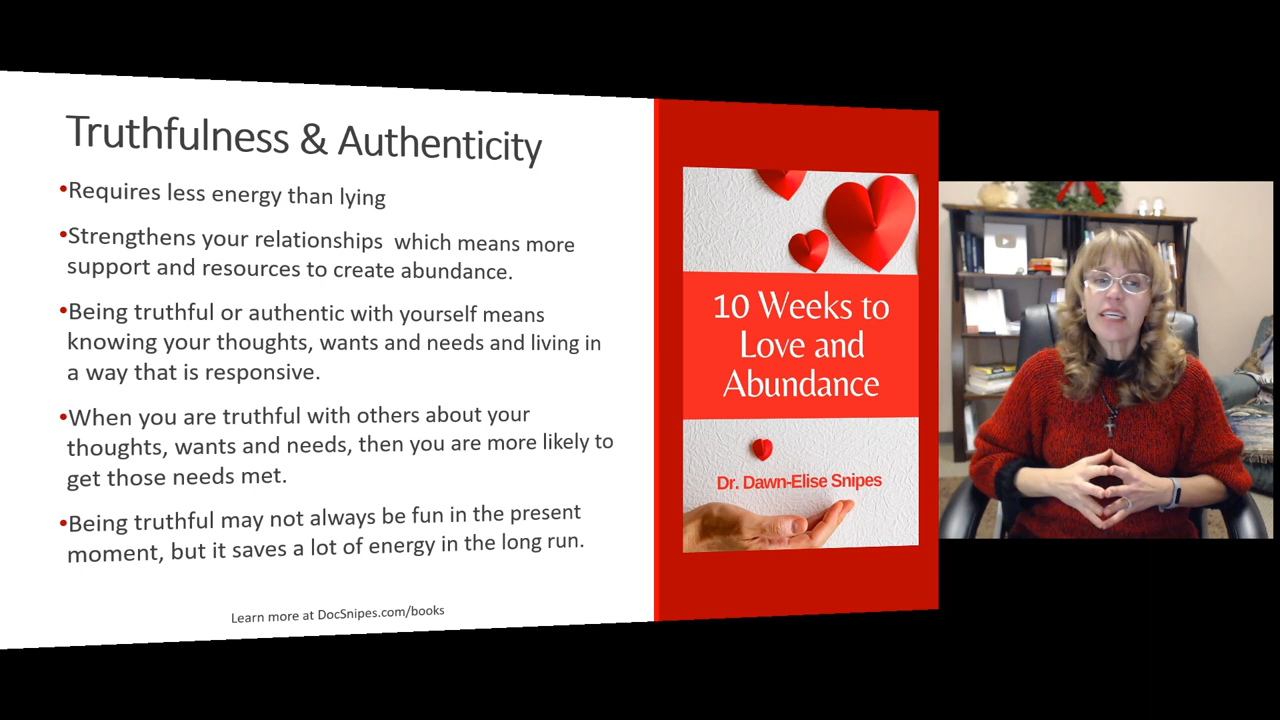 Truthfulness & Authenticity
•Requires less energy than lying
•Strengthens your relationships  which means more
support and resources to create abundance.
•Being truthful or authentic with yourself means
knowing your thoughts, wants and needs and living in
a way that is responsive.
•When you are truthful with others about your
thoughts, wants and needs, then you are more likely to
get those needs met.
•Being truthful may not always be fun in the present
moment, but it saves a lot of energy in the long run.
Learn more at DocSnipes.com/books
10 Weeks to
Love and
Abundance
Dr. Dawn-Elise Snipes